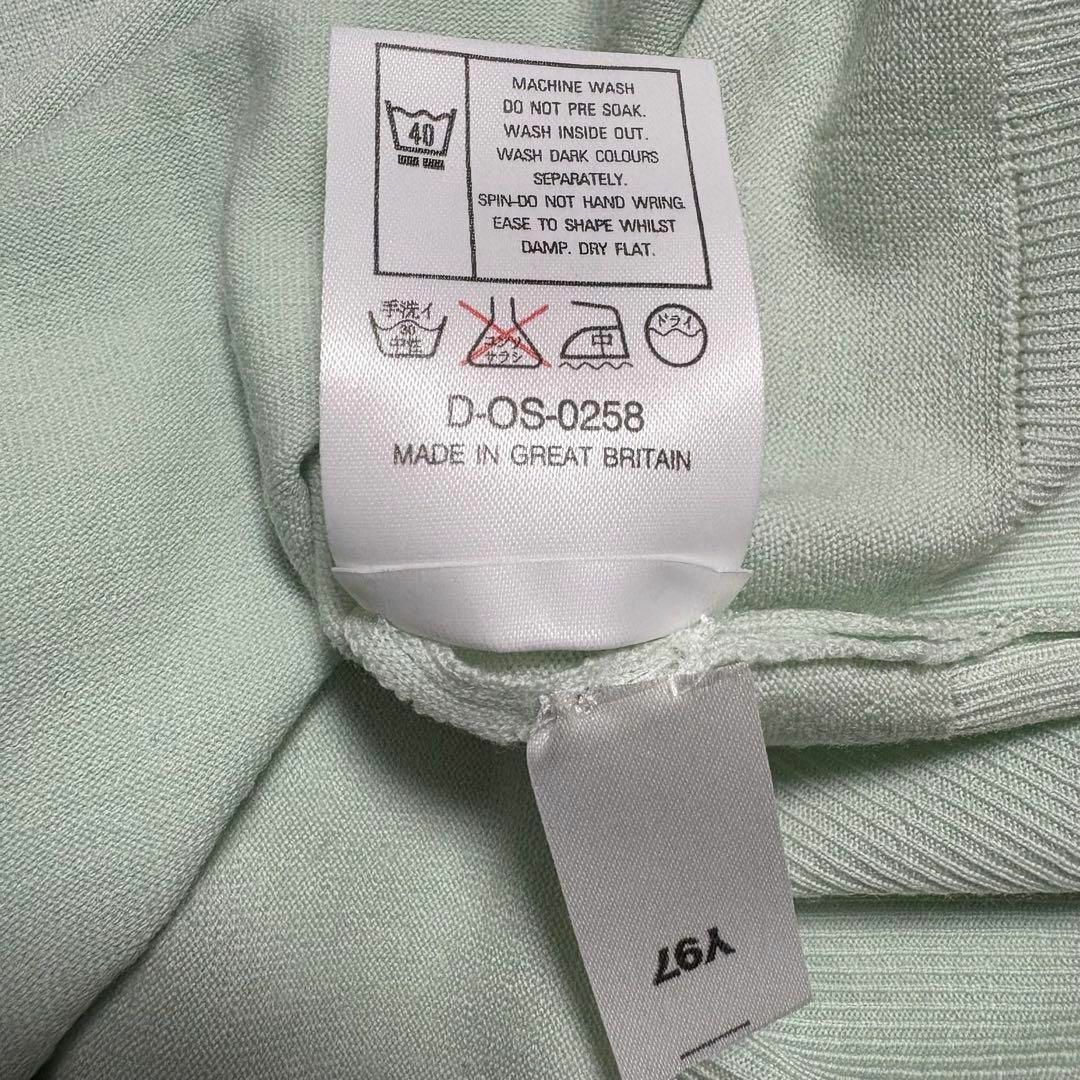 40
MACHINE WASH
DO NOT PRE SOAK.
WASH INSIDE OUT.
WASH DARK COLOURS
SEPARATELY.
SPIN-DO NOT HAND WRING.
EASE TO SHAPE WHILST
DAMP. DRY FLAT.
手洗イ
30
中性
エンソ
サラシ
中
ドライ
D-OS-0258
MADE IN GREAT BRITAIN
Y97